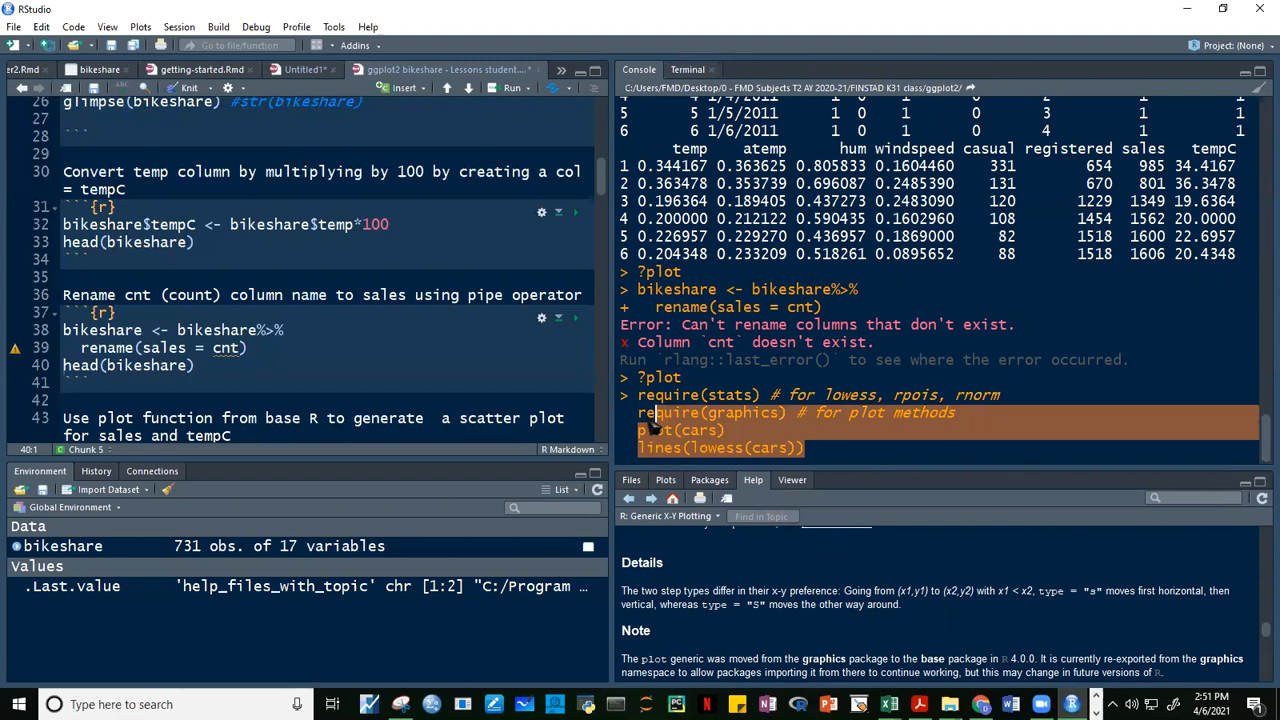 RStudio
File Edit Code View Plots Session Build Debug Profile Tools Help
Go to file/function Addins Project: (None)
er2.Rmd bikeshare getting-started.Rmd Untitled1* ggplot2 bikeshare - Lessons student....*
Knit Insert Run
26 glimpse(bikeshare) #str(bikeshare)
27
28 ```
29
30 Convert temp column by multiplying by 100 by creating a col
= tempC
31 ```{r}
32 bikeshare$tempC <- bikeshare$temp*100
33 head(bikeshare)
34 ```
35
36 Rename cnt (count) column name to sales using pipe operator
37 ```{r}
38 bikeshare <- bikeshare%>%
39 rename(sales = cnt)
40 head(bikeshare)
41 ```
42
43 Use plot function from base R to generate a scatter plot
for sales and tempC
40:1 Chunk 5 R Markdown
Environment History Connections
Import Dataset List
Global Environment
Data
bikeshare 731 obs. of 17 variables
Values
.Last.value 'help_files_with_topic' chr [1:2] "C:/Program …
Console Terminal
C:/Users/FMD/Desktop/0 - FMD Subjects T2 AY 2020-21/FINSTAD K31 class/ggplot2/
4 4 1/4/2011 1 0 1 2 1 1
5 5 1/5/2011 1 0 1 3 1 1
6 6 1/6/2011 1 0 1 4 1 1
temp atemp hum windspeed casual registered sales tempC
1 0.344167 0.363625 0.805833 0.1604460 331 654 985 34.4167
2 0.363478 0.353739 0.696087 0.2485390 131 670 801 36.3478
3 0.196364 0.189405 0.437273 0.2483090 120 1229 1349 19.6364
4 0.200000 0.212122 0.590435 0.1602960 108 1454 1562 20.0000
5 0.226957 0.229270 0.436957 0.1869000 82 1518 1600 22.6957
6 0.204348 0.233209 0.518261 0.0895652 88 1518 1606 20.4348
> ?plot
> bikeshare <- bikeshare%>%
+ rename(sales = cnt)
Error: Can't rename columns that don't exist.
x Column `cnt` doesn't exist.
Run `rlang::last_error()` to see where the error occurred.
> ?plot
> require(stats) # for lowess, rpois, rnorm
require(graphics) # for plot methods
plot(cars)
lines(lowess(cars))
Files Plots Packages Help Viewer
R: Generic X-Y Plotting Find in Topic
Details
The two step types differ in their x-y preference: Going from (x1,y1) to (x2,y2) with x1 < x2, type = "s" moves first horizontal, then
vertical, whereas type = "S" moves the other way around.
Note
The plot generic was moved from the graphics package to the base package in R 4.0.0. It is currently re-exported from the graphics
namespace to allow packages importing it from there to continue working, but this may change in future versions of R.
Type here to search
2:51 PM
4/6/2021